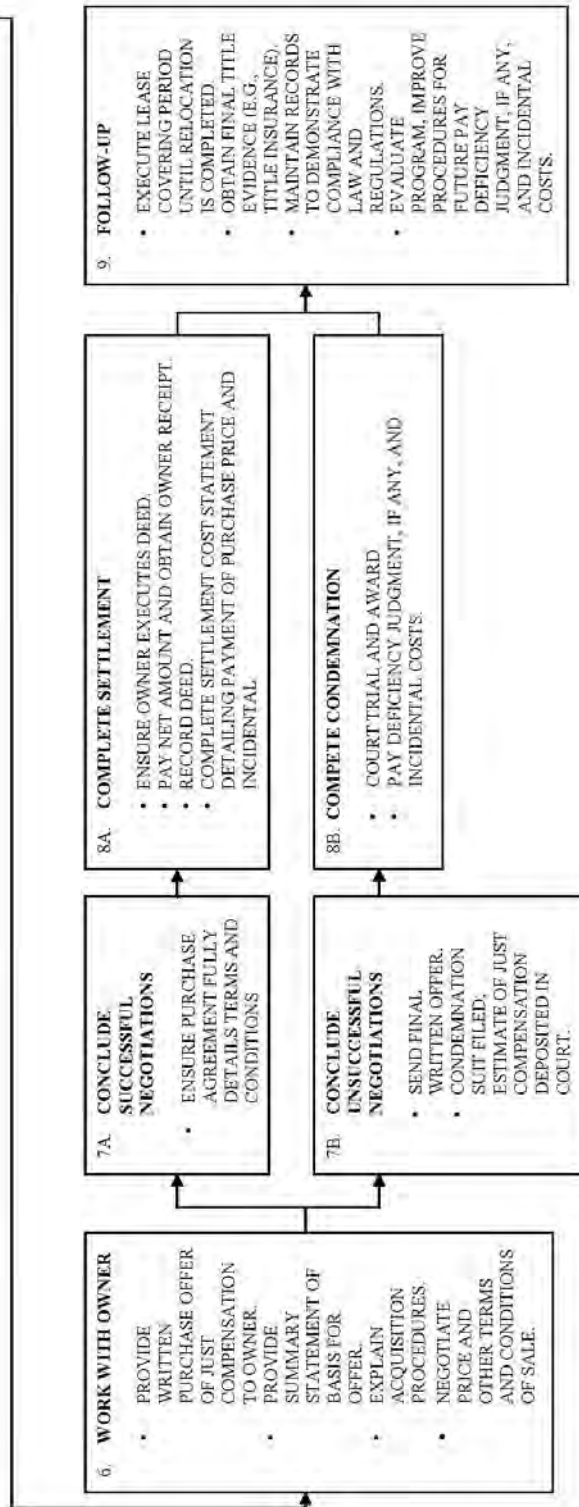 6. WORK WITH OWNER
• PROVIDE
WRITTEN
PURCHASE OFFER
OF JUST
COMPENSATION
TO OWNER.
• PROVIDE
SUMMARY
STATEMENT OF
BASIS FOR
OFFER.
• EXPLAIN
ACQUISITION
PROCEDURES.
• NEGOTIATE
PRICE AND
OTHER TERMS
AND CONDITIONS
OF SALE.
7A. CONCLUDE
SUCCESSFUL
NEGOTIATIONS
• ENSURE PURCHASE
AGREEMENT FULLY
DETAILS TERMS AND
CONDITIONS
7B. CONCLUDE
UNSUCCESSFUL
NEGOTIATIONS
• SEND FINAL
WRITTEN OFFER.
• CONDEMNATION
SUIT FILED;
ESTIMATE OF JUST
COMPENSATION
DEPOSITED IN
COURT.
8A. COMPLETE SETTLEMENT
• ENSURE OWNER EXECUTES DEED.
• PAY NET AMOUNT AND OBTAIN OWNER RECEIPT.
• RECORD DEED.
• COMPLETE SETTLEMENT COST STATEMENT
DETAILING PAYMENT OF PURCHASE PRICE AND
INCIDENTAL
8B. COMPETE CONDEMNATION
• COURT TRIAL AND AWARD
• PAY DEFICIENCY JUDGMENT, IF ANY, AND
INCIDENTAL COSTS.
9. FOLLOW-UP
• EXECUTE LEASE
COVERING PERIOD
UNTIL RELOCATION
IS COMPLETED.
• OBTAIN FINAL TITLE
EVIDENCE (E.G.,
TITLE INSURANCE).
• MAINTAIN RECORDS
TO DEMONSTRATE
COMPLIANCE WITH
LAW AND
REGULATIONS.
• EVALUATE
PROGRAM, IMPROVE
PROCEDURES FOR
FUTURE PAY
DEFICIENCY
JUDGMENT, IF ANY,
AND INCIDENTAL
COSTS.